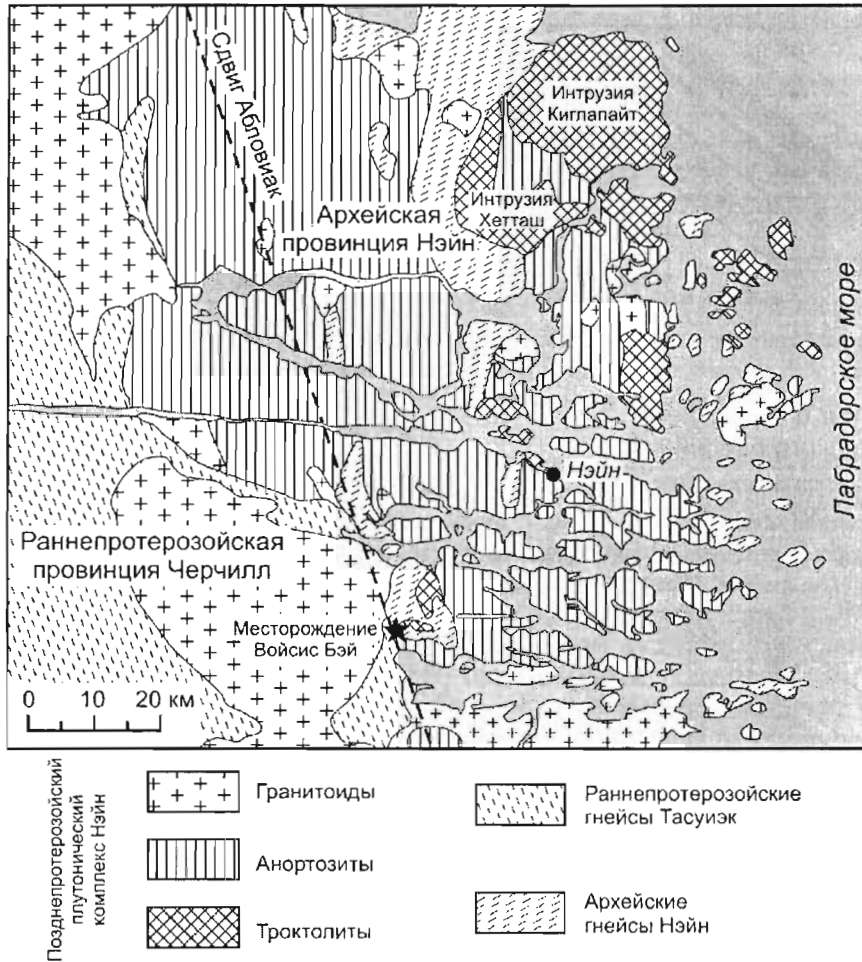 Сдвиг Абловиак
Интрузия
Киглапайт
Интрузия
Хетташ
Архейская
провинция Нэйн
Лабрадорское море
Нэйн
Раннепротерозойская
провинция Черчилл
Месторождение
Войсис Бэй
0 10 20 км
Позднепротерозойский
плутонический
комплекс Нэйн
Гранитоиды
Анортозиты
Троктолиты
Раннепротерозойские
гнейсы Тасуиэк
Архейские
гнейсы Нэйн